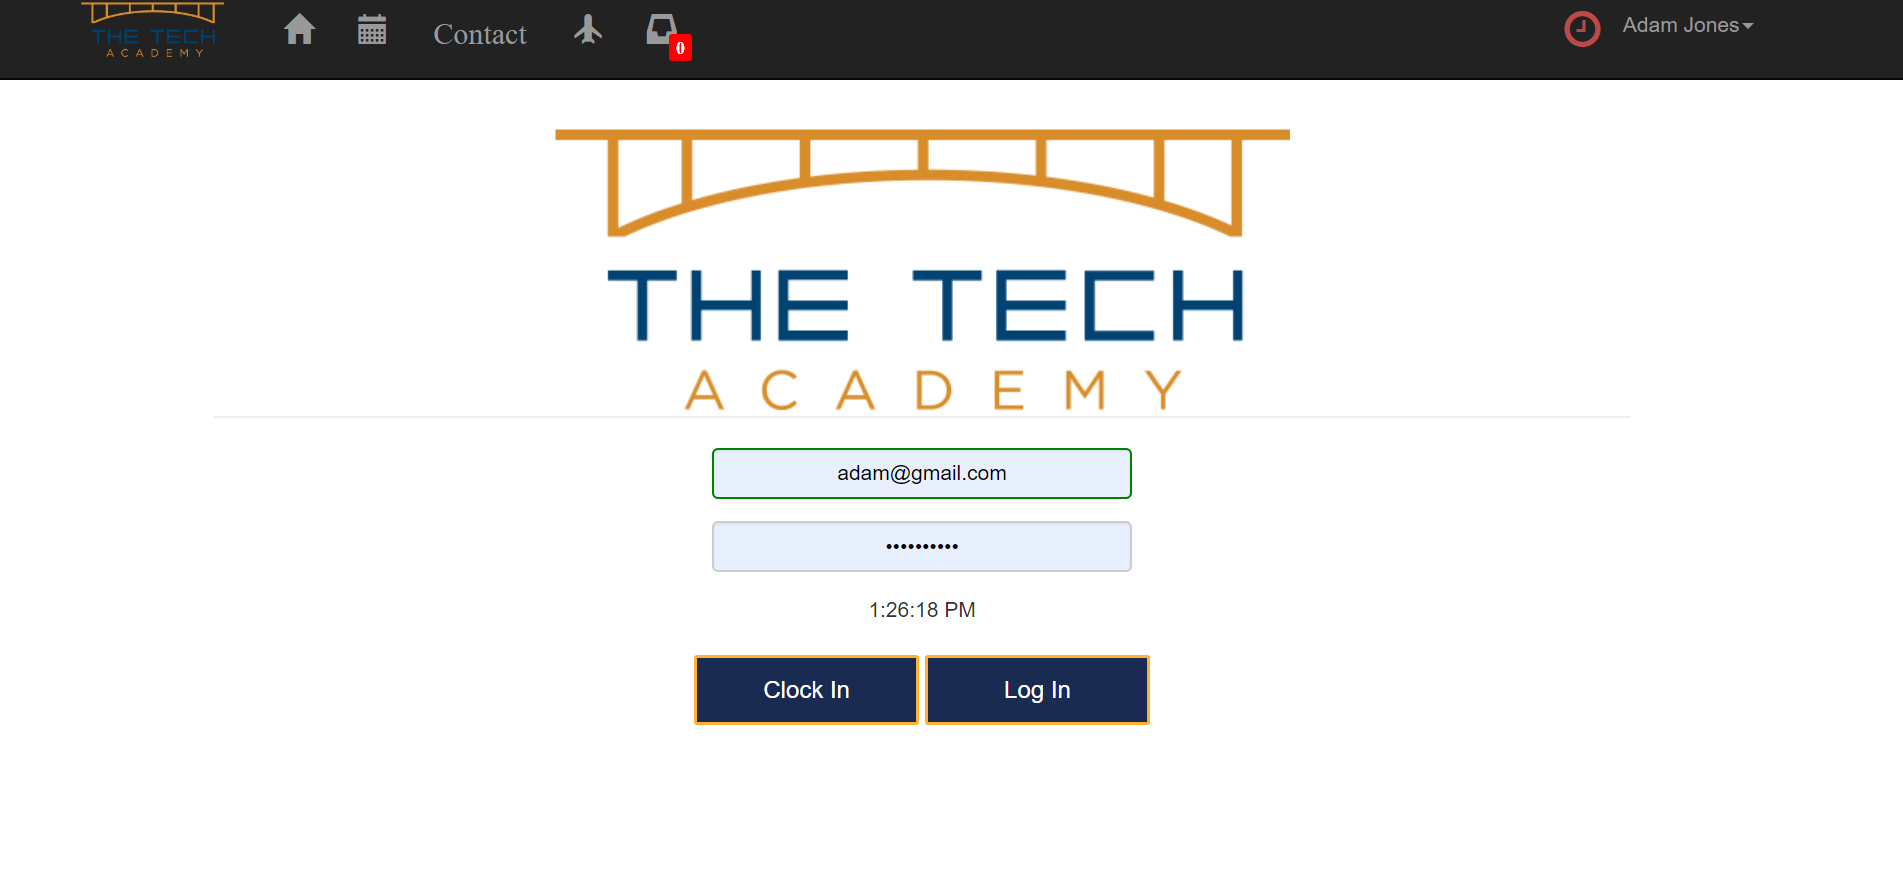 THE TECH
ACADEMY
Contact
0
Adam Jones
THE TECH
ACADEMY
adam@gmail.com
••••••••••
1:26:18 PM
Clock In
Log In